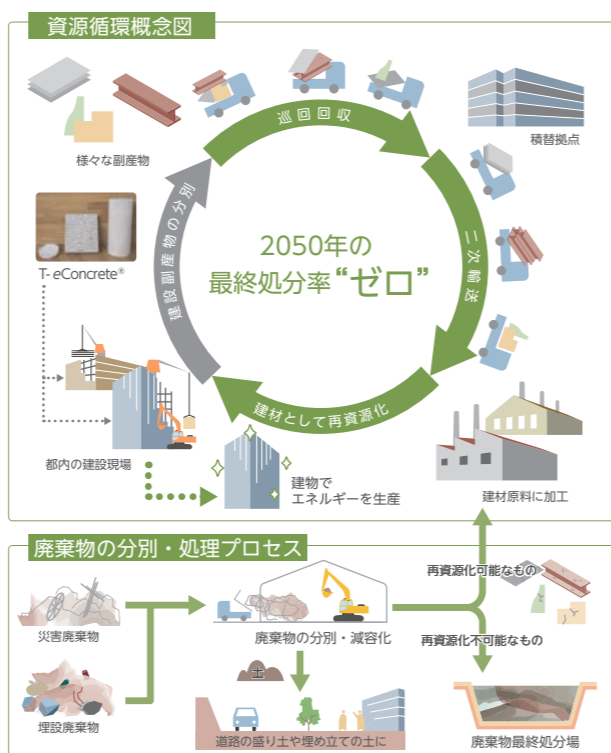 資源循環概念図
巡回回収
様々な副産物
積替拠点
建設副産物の分別
2050年の
最終処分率“ゼロ”
二次輸送
T-eConcrete®
建材として再資源化
都内の建設現場
建物で
エネルギーを生産
建材原料に加工
廃棄物の分別・処理プロセス
再資源化可能なもの
災害廃棄物
廃棄物の分別・減容化
再資源化不可能なもの
土
埋設廃棄物
道路の盛り土や埋め立ての土に
廃棄物最終処分場